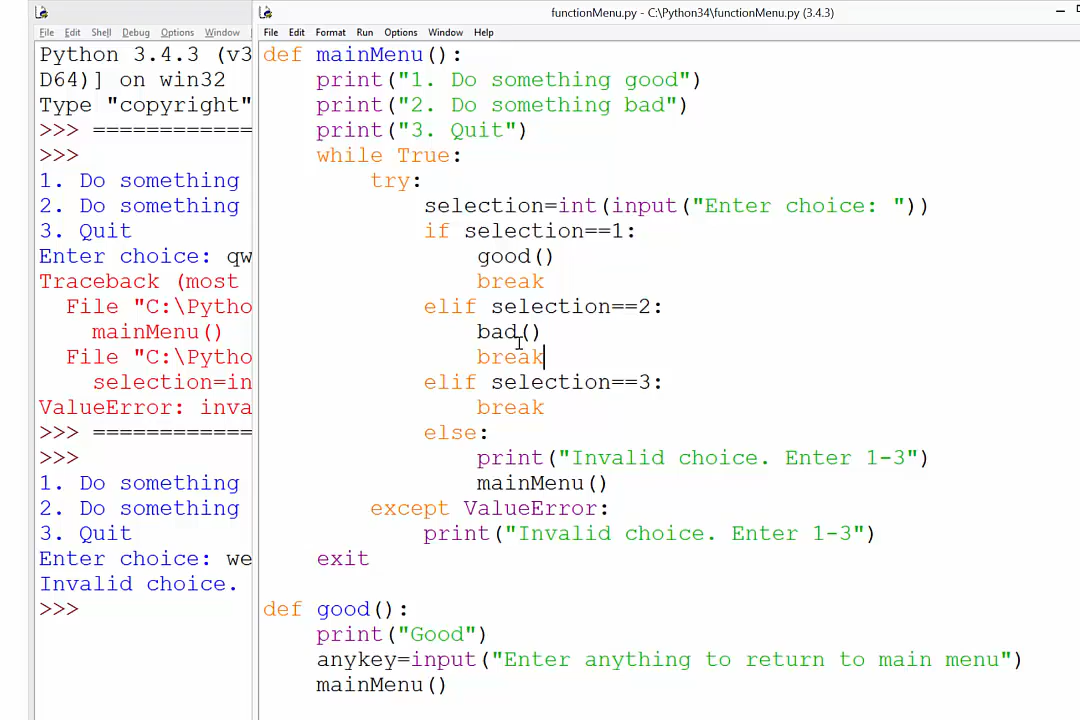 functionMenu.py - C:\Python34\functionMenu.py (3.4.3)
File Edit Shell Debug Options Window
Python 3.4.3 (v3
D64)] on win32
Type "copyright"
>>> ============
>>>
1. Do something
2. Do something
3. Quit
Enter choice: qw
Traceback (most
  File "C:\Pytho
    mainMenu()
  File "C:\Pytho
    selection=in
ValueError: inva
>>> ============
>>>
1. Do something
2. Do something
3. Quit
Enter choice: we
Invalid choice.
>>>
File Edit Format Run Options Window Help
def mainMenu():
    print("1. Do something good")
    print("2. Do something bad")
    print("3. Quit")
    while True:
        try:
            selection=int(input("Enter choice: "))
            if selection==1:
                good()
                break
            elif selection==2:
                bad()
                break
            elif selection==3:
                break
            else:
                print("Invalid choice. Enter 1-3")
                mainMenu()
        except ValueError:
            print("Invalid choice. Enter 1-3")
    exit
def good():
    print("Good")
    anykey=input("Enter anything to return to main menu")
    mainMenu()